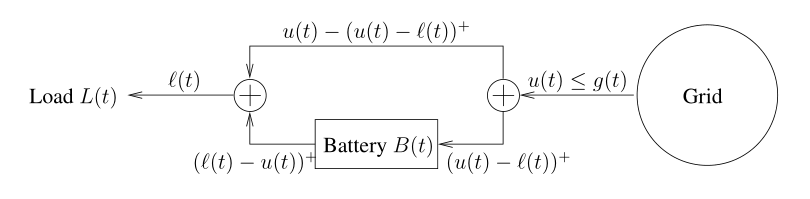 u(t) − (u(t) − ℓ(t))⁺
Load L(t)
ℓ(t)
u(t) ≤ g(t)
Grid
(ℓ(t) − u(t))⁺
Battery B(t)
(u(t) − ℓ(t))⁺